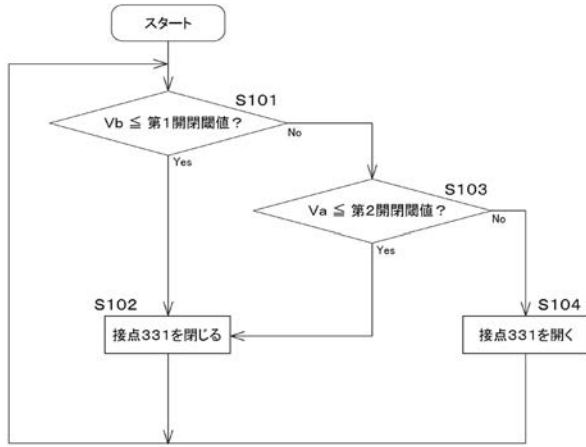 スタート
S101
Vb ≦ 第1開閉閾値?
No
Yes
S103
Va ≦ 第2開閉閾値?
No
Yes
S102
接点331を閉じる
S104
接点331を開く